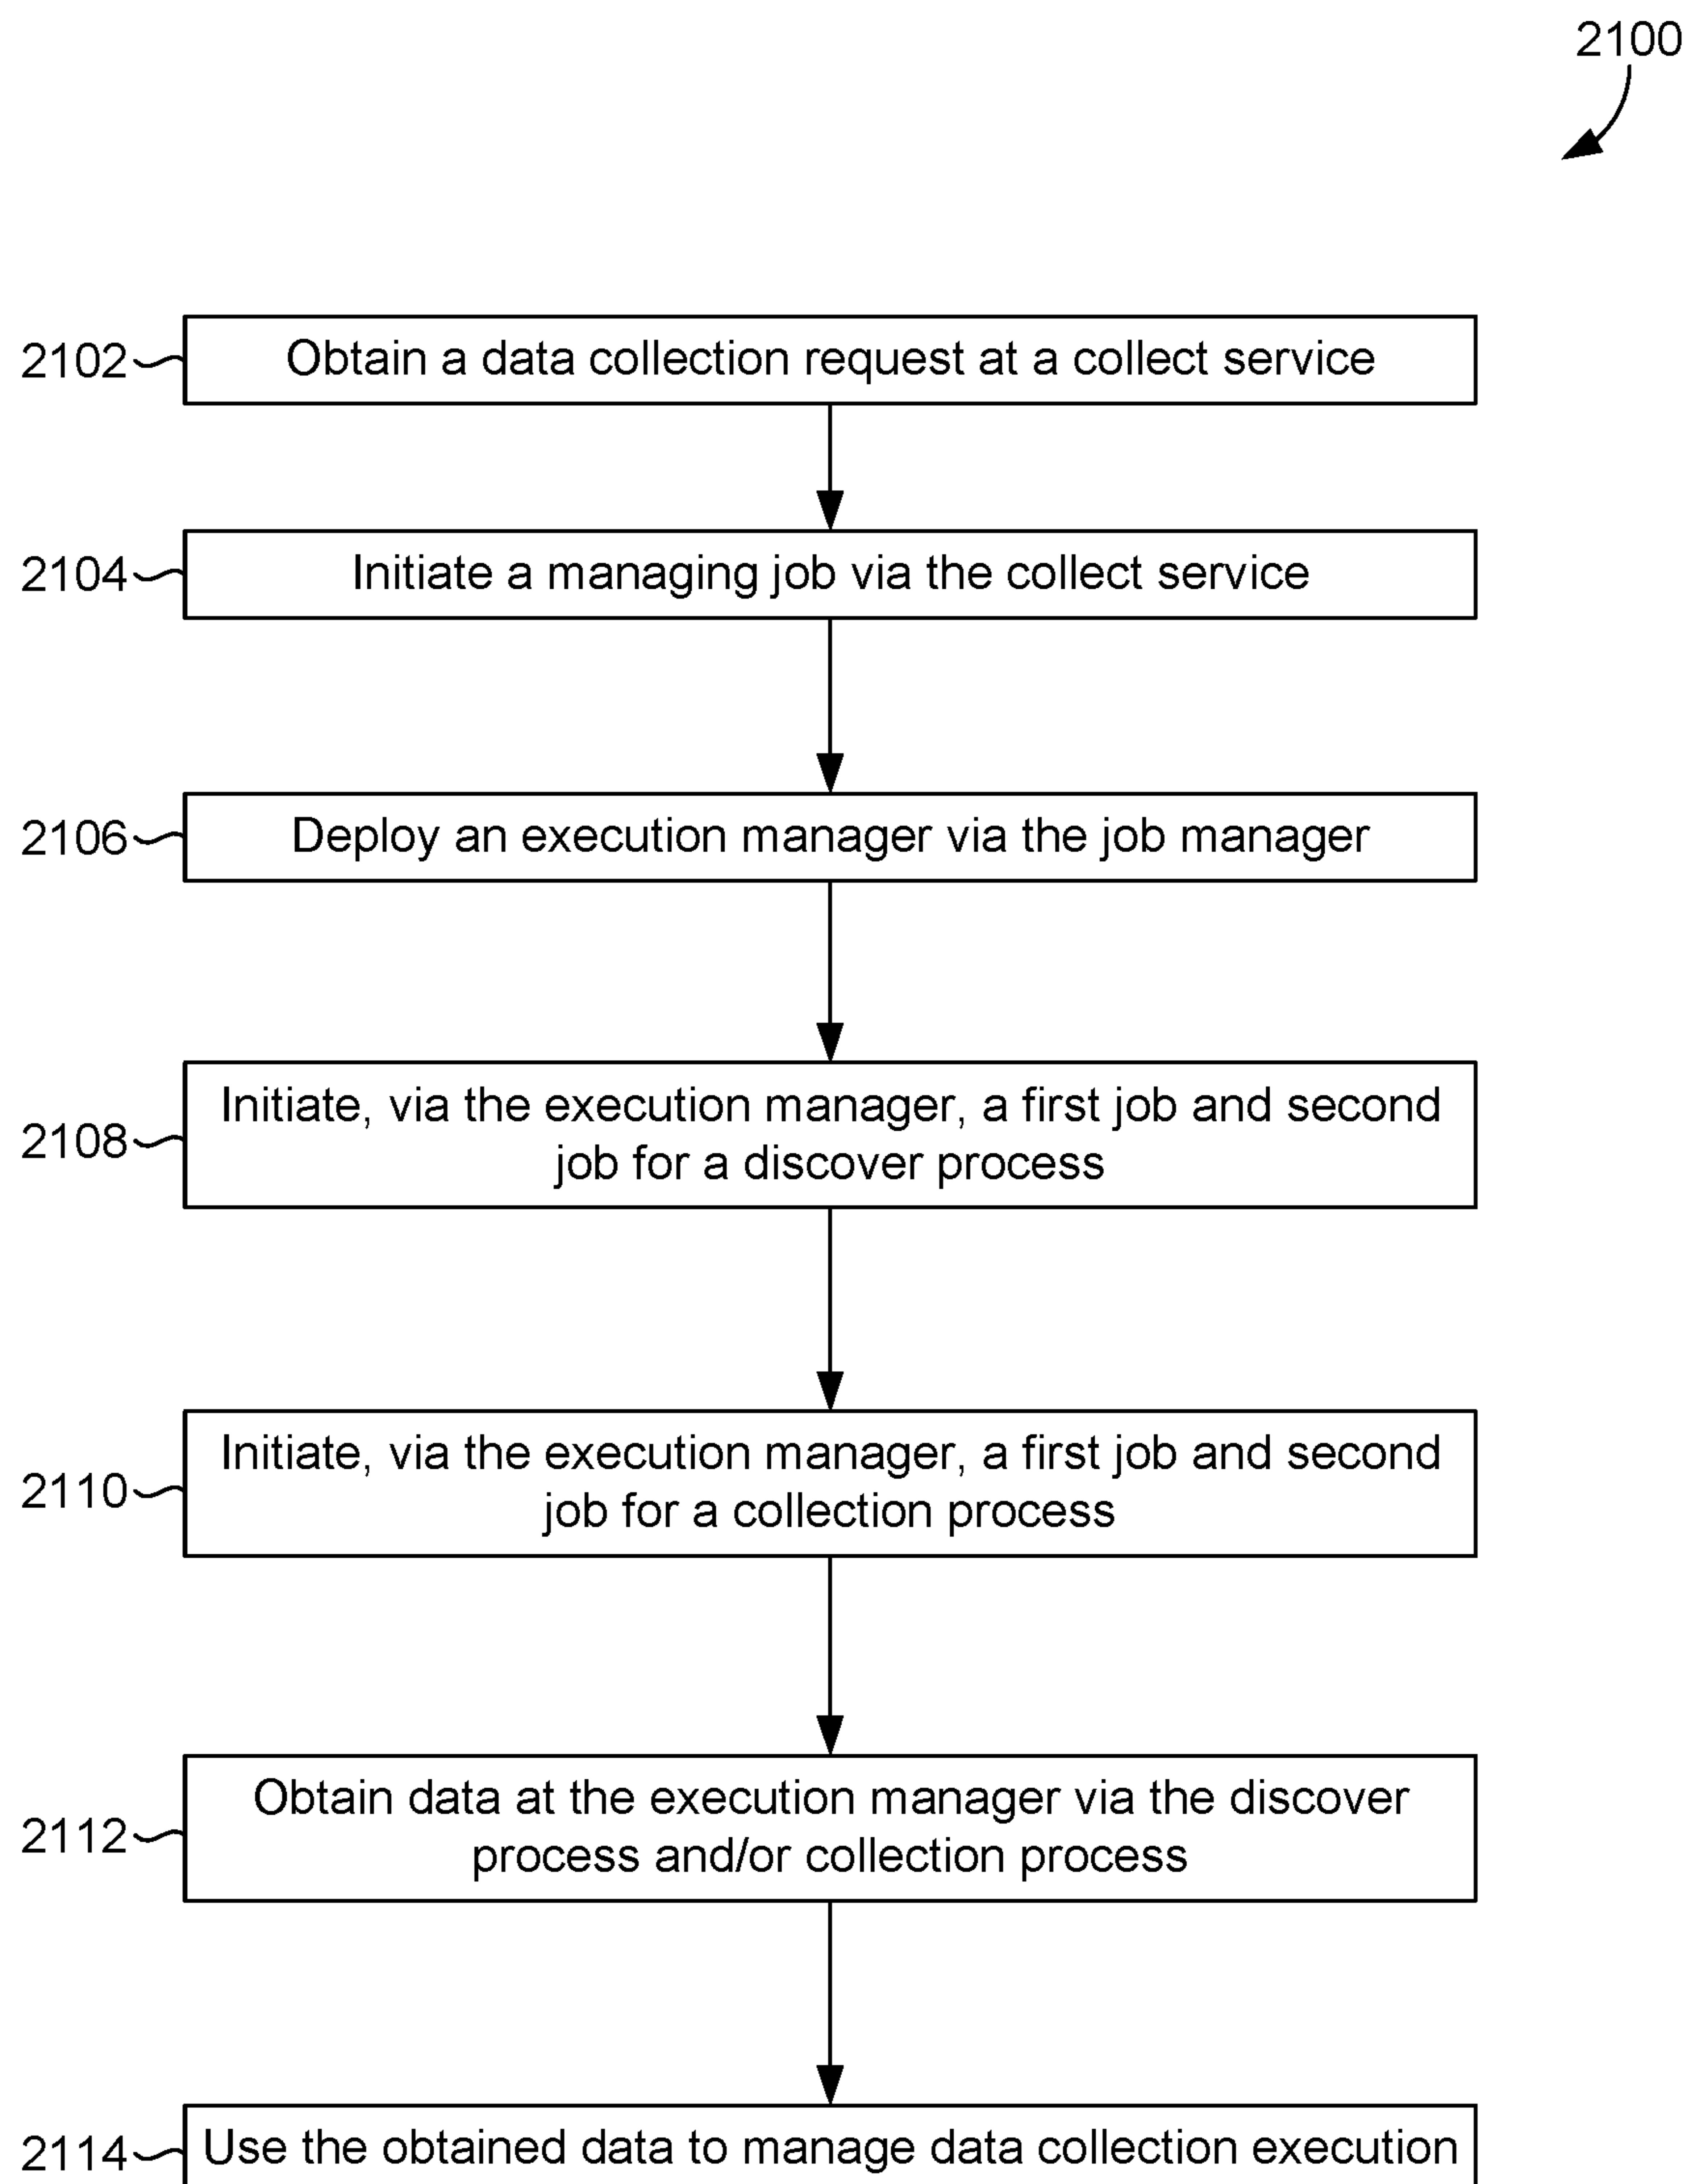 2100
2102 Obtain a data collection request at a collect service
2104 Initiate a managing job via the collect service
2106 Deploy an execution manager via the job manager
Initiate, via the execution manager, a first job and second
2108 job for a discover process
Initiate, via the execution manager, a first job and second
2110 job for a collection process
Obtain data at the execution manager via the discover
2112 process and/or collection process
2114 Use the obtained data to manage data collection execution